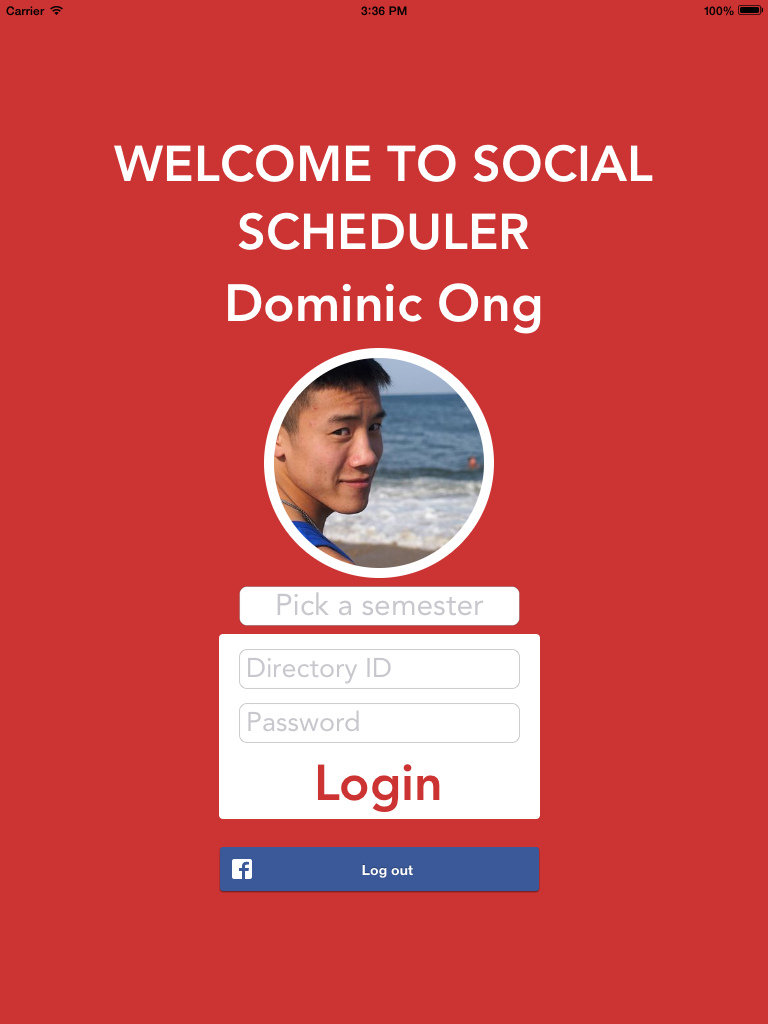 Carrier 3:36 PM 100%
WELCOME TO SOCIAL
SCHEDULER
Dominic Ong
Pick a semester
Directory ID
Password
Login
Log out